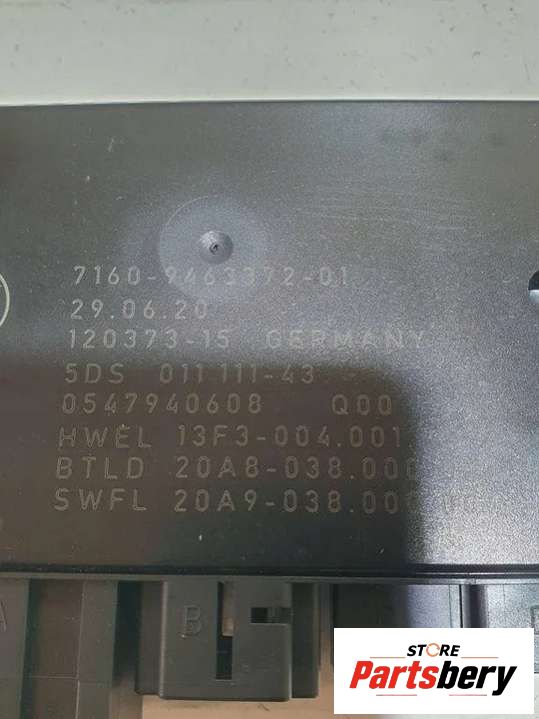 7160-9463372-01
29.06.20
120373-15 GERMANY
5DS 011 111-43
0547940608 Q00
HWEL 13F3-004.001
BTLD 20A8-038.000
SWFL 20A9-038.000
A
B
STORE
Partsbery